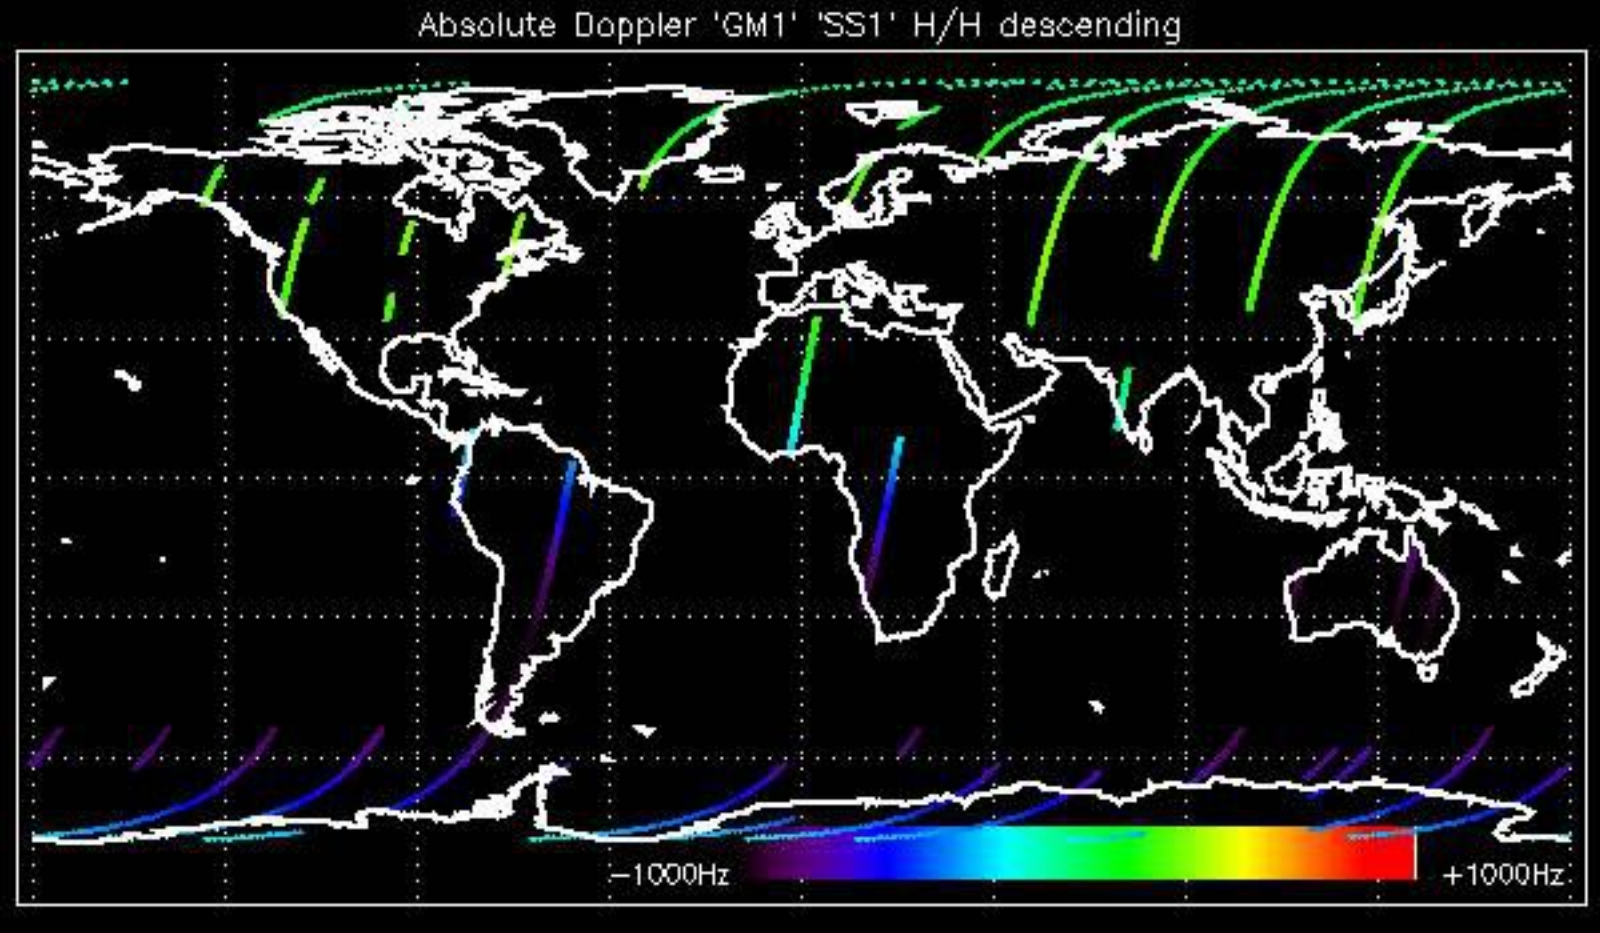 Absolute Doppler 'GM1' 'SS1' H/H descending
-1000Hz +1000Hz